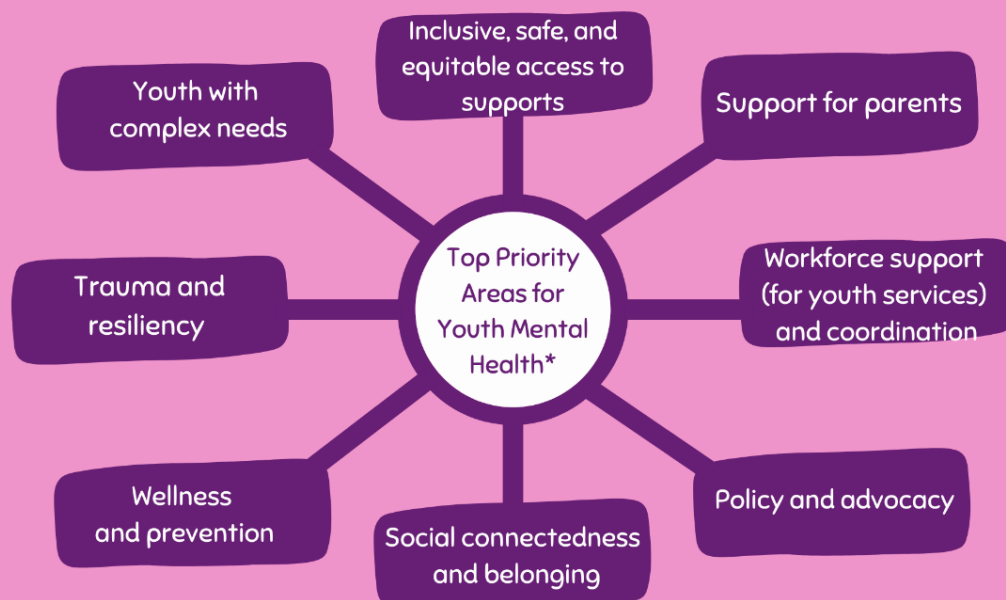 Inclusive, safe, and
equitable access to
supports
Youth with
complex needs
Support for parents
Top Priority
Areas for
Youth Mental
Health*
Trauma and
resiliency
Workforce support
(for youth services)
and coordination
Wellness
and prevention
Social connectedness
and belonging
Policy and advocacy